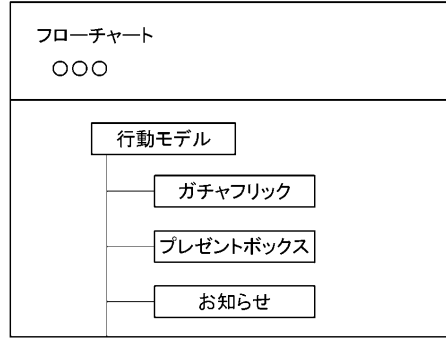 フローチャート
○○○
行動モデル
ガチャフリック
プレゼントボックス
お知らせ